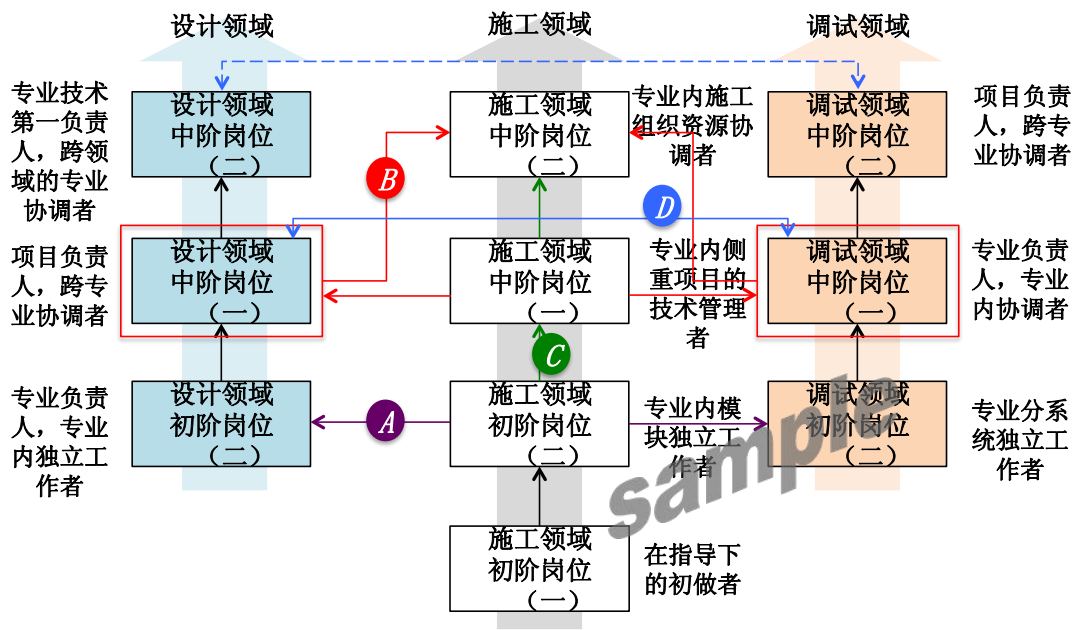 设计领域
施工领域
调试领域
专业技术
第一负责
人，跨领
域的专业
协调者
设计领域
中阶岗位
（二）
施工领域
中阶岗位
（二）
专业内施工
组织资源协
调者
调试领域
中阶岗位
（二）
项目负责
人，跨专
业协调者
B
D
项目负责
人，跨专
业协调者
设计领域
中阶岗位
（一）
施工领域
中阶岗位
（一）
专业内侧
重项目的
技术管理
者
调试领域
中阶岗位
（一）
专业负责
人，专业
内协调者
C
专业负责
人，专业
内独立工
作者
设计领域
初阶岗位
（二）
A
施工领域
初阶岗位
（二）
专业内模
块独立工
作者
调试领域
初阶岗位
（二）
专业分系
统独立工
作者
sample
施工领域
初阶岗位
（一）
在指导下
的初做者